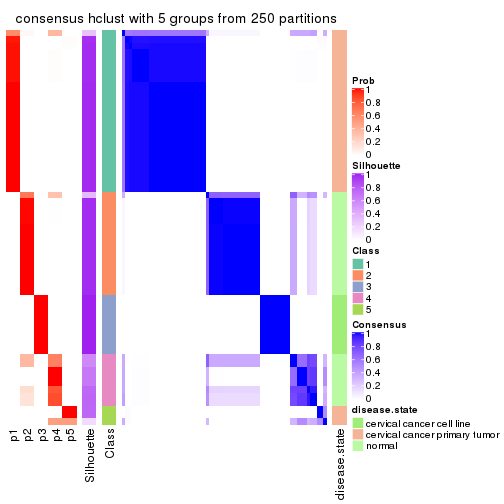 consensus hclust with 5 groups from 250 partitions
Prob
1
0.8
0.6
0.4
0.2
0
Silhouette
1
0.8
0.6
0.4
0.2
0
Class
1
2
3
4
5
Consensus
1
0.8
0.6
0.4
0.2
0
disease.state
cervical cancer cell line
cervical cancer primary tumor
normal
p1
p2
p3
p4
p5
Silhouette
Class
disease.state